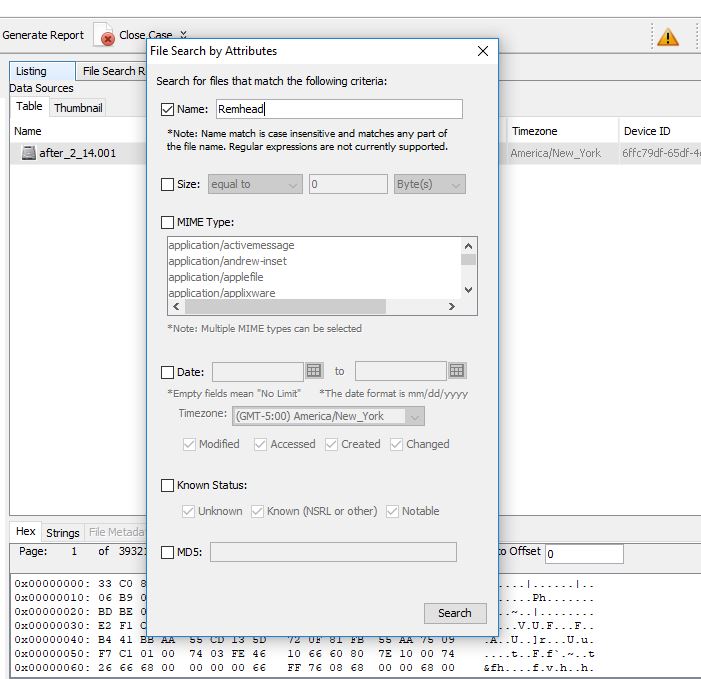 Generate Report
Close Case
File Search by Attributes
Listing
File Search R
Data Sources
Table
Thumbnail
Name
Timezone
Device ID
after_2_14.001
America/New_York
6ffc79df-65df-4
Search for files that match the following criteria:
Name: Remhead
*Note: Name match is case insensitive and matches any part of
the file name. Regular expressions are not currently supported.
Size: equal to 0 Byte(s)
MIME Type:
application/activemessage
application/andrew-inset
application/applefile
application/applixware
*Note: Multiple MIME types can be selected
Date: to
*Empty fields mean "No Limit" *The date format is mm/dd/yyyy
Timezone: (GMT-5:00) America/New_York
Modified Accessed Created Changed
Known Status:
Unknown Known (NSRL or other) Notable
MD5:
Search
Hex
Strings
File Metada
Page: 1 of 3932
to Offset 0
0x00000000: 33 C0 8
0x00000010: 06 B9 0
0x00000020: BD BE 0
0x00000030: E2 F1 C
0x00000040: B4 41 BB AA 55 CD 13 5D 72 0F 81 FB 55 AA 75 09 .A..U..]r...U.u.
0x00000050: F7 C1 01 00 74 03 FE 46 10 66 60 80 7E 10 00 74 ....t..F.f`.~..t
0x00000060: 26 66 68 00 00 00 00 66 FF 76 08 68 00 00 68 00 &fh....f.v.h..h.